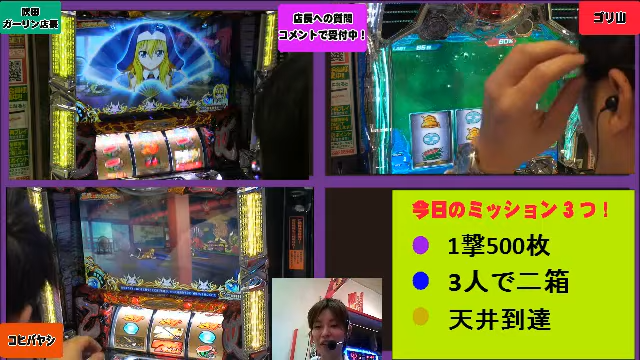 原田
ガーリン店長
店長への質問
コメントで受付中！
ゴリ山
今日のミッション３つ！
1撃500枚
3人で二箱
天井到達
コヒバヤシ